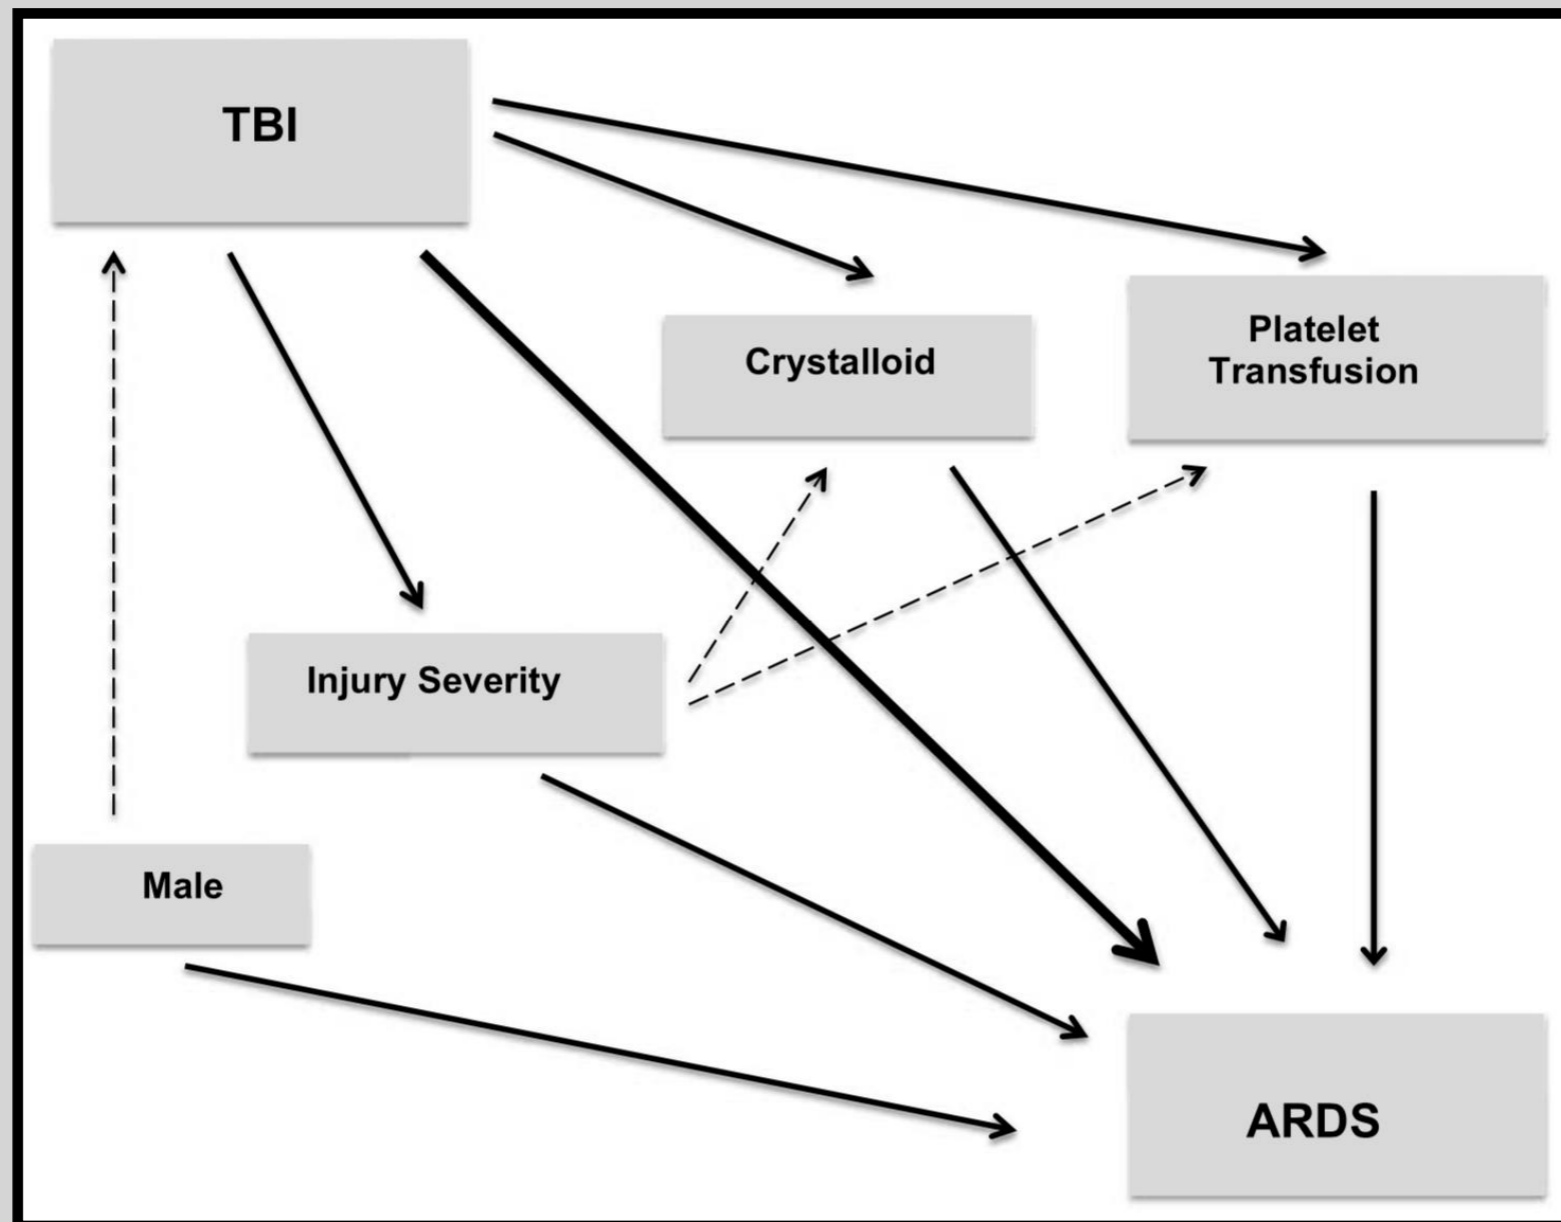 TBI
Crystalloid
Platelet
Transfusion
Injury Severity
Male
ARDS